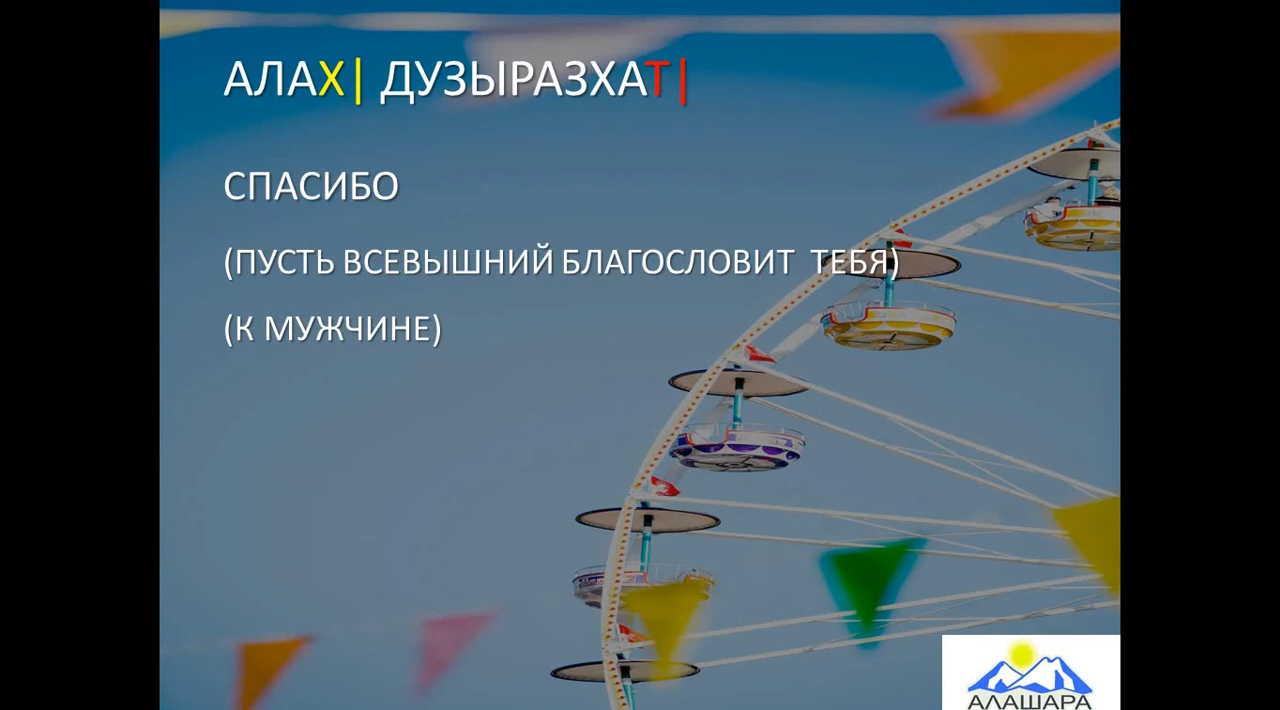 АЛАХ| ДУЗЫРАЗХАТ|
СПАСИБО
(ПУСТЬ ВСЕВЫШНИЙ БЛАГОСЛОВИТ ТЕБЯ)
(К МУЖЧИНЕ)
АЛАШАРА